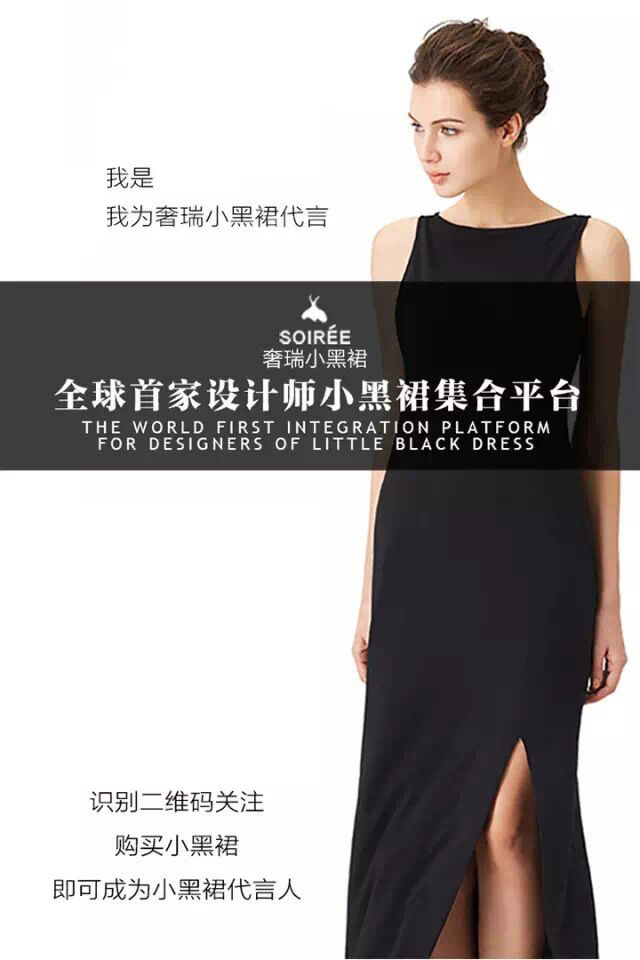 我是
我为奢瑞小黑裙代言
SOIRÉE
奢瑞小黑裙
全球首家设计师小黑裙集合平台
THE WORLD FIRST INTEGRATION PLATFORM
FOR DESIGNERS OF LITTLE BLACK DRESS
识别二维码关注
购买小黑裙
即可成为小黑裙代言人